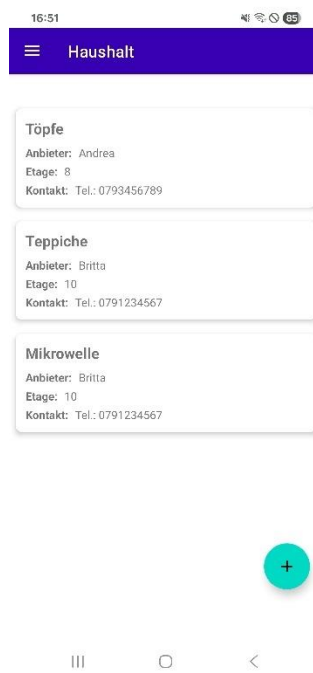 16:51
85
Haushalt
Töpfe
Anbieter: Andrea
Etage: 8
Kontakt: Tel.: 0793456789
Teppiche
Anbieter: Britta
Etage: 10
Kontakt: Tel.: 0791234567
Mikrowelle
Anbieter: Britta
Etage: 10
Kontakt: Tel.: 0791234567
+